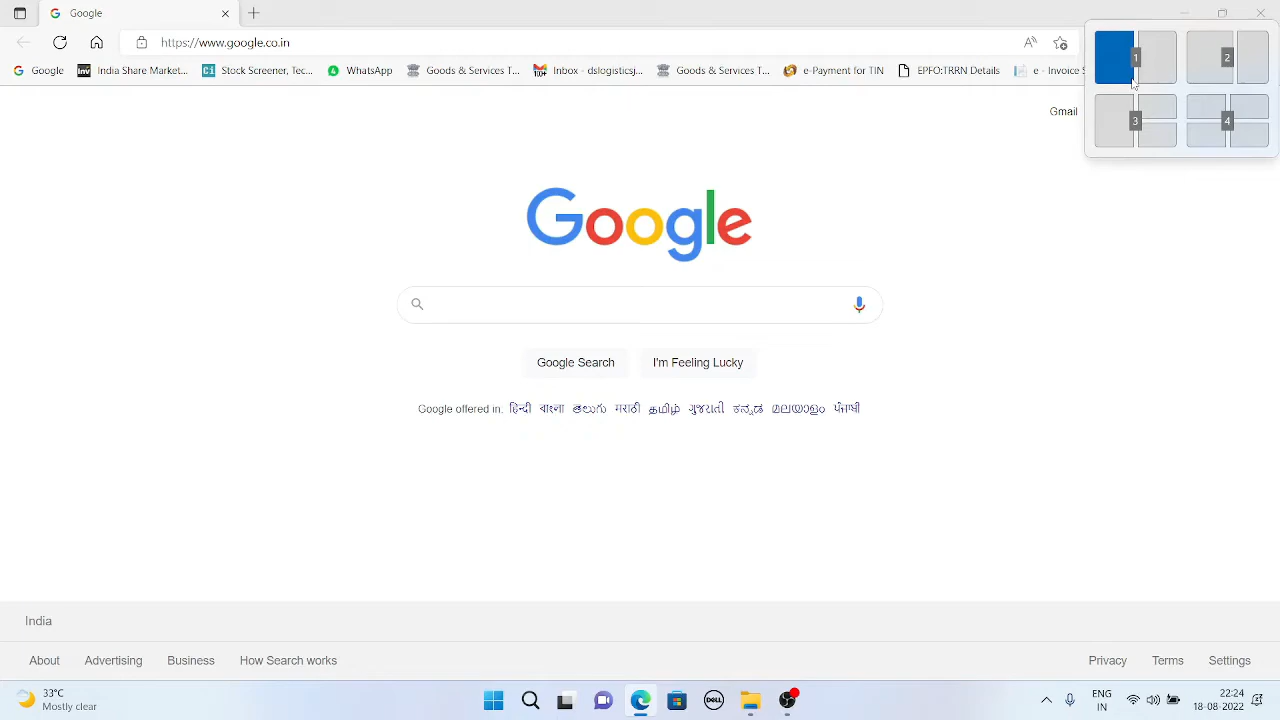 Google
https://www.google.co.in
Google
India Share Market...
Stock Screener, Tec...
WhatsApp
Goods & Services T...
Inbox - dslogistics...
Goods & Services T...
e-Payment for TIN
EPFO:TRRN Details
e - Invoice S
1
2
3
4
Gmail
Google
Google Search
I'm Feeling Lucky
Google offered in: हिन्दी বাংলা తెలుగు मराठी தமிழ் ગુજરાતી ಕನ್ನಡ മലയാളം ਪੰਜਾਬੀ
India
About
Advertising
Business
How Search works
Privacy
Terms
Settings
33°C
Mostly clear
DELL
ENG
IN
22:24
18-08-2022